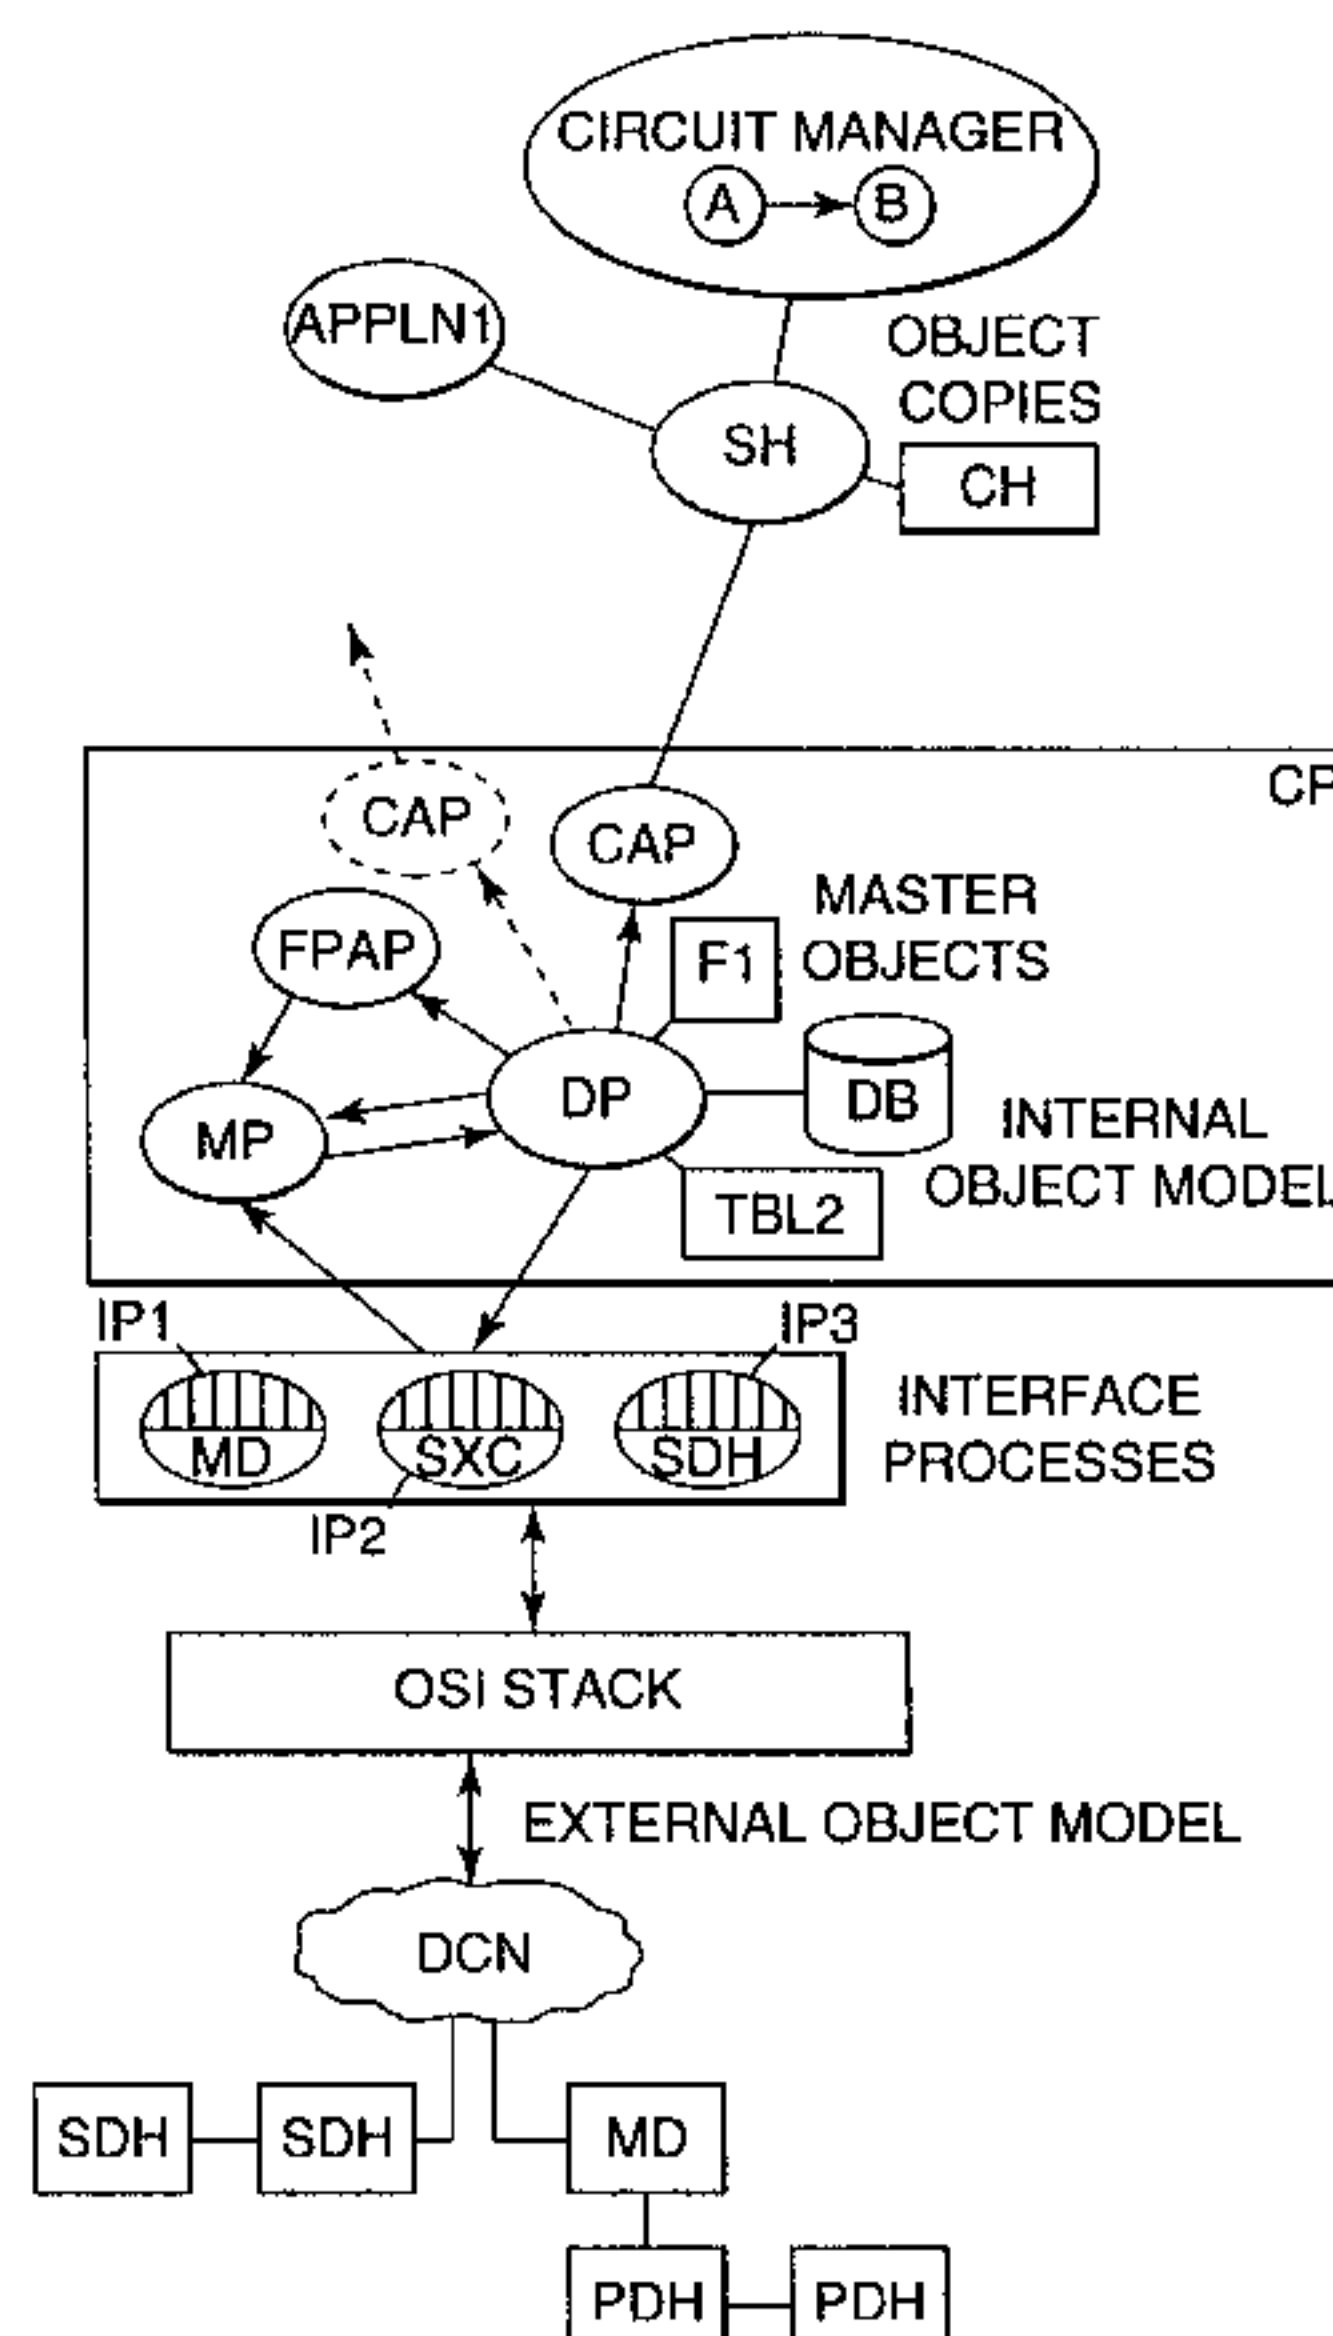 CIRCUIT MANAGER
A
B
APPLN1
OBJECT
COPIES
SH
CH
CAP
CAP
MASTER
OBJECTS
FPAP
F1
DP
DB
MP
INTERNAL
OBJECT MODEL
TBL2
IP1
IP3
MD
SXC
SDH
INTERFACE
PROCESSES
IP2
OSI STACK
EXTERNAL OBJECT MODEL
DCN
SDH
SDH
MD
PDH
PDH